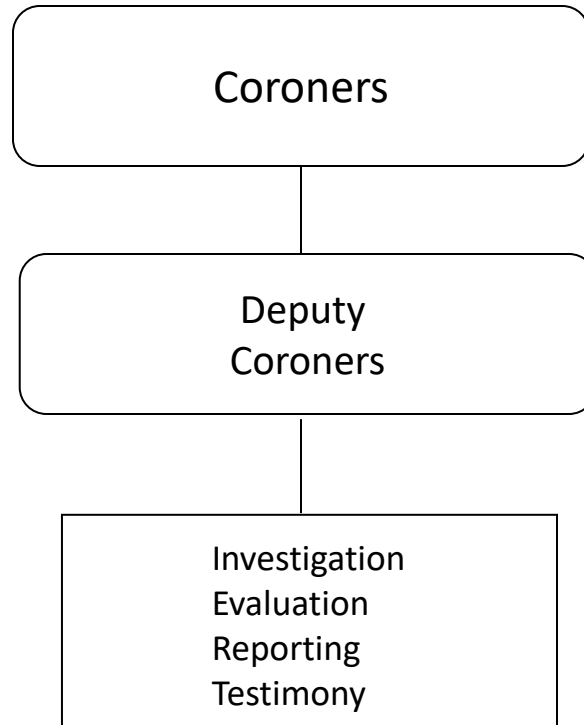 Coroners
Deputy
Coroners
Investigation
Evaluation
Reporting
Testimony